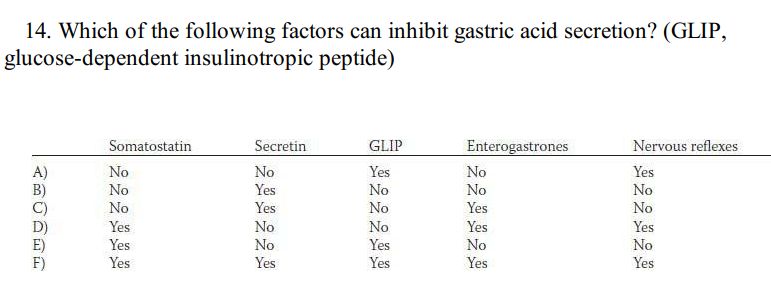 14. Which of the following factors can inhibit gastric acid secretion? (GLIP,
glucose-dependent insulinotropic peptide)
Somatostatin Secretin GLIP Enterogastrones Nervous reflexes
A) No No Yes No Yes
B) No Yes No No No
C) No Yes No Yes No
D) Yes No No Yes Yes
E) Yes No Yes No No
F) Yes Yes Yes Yes Yes